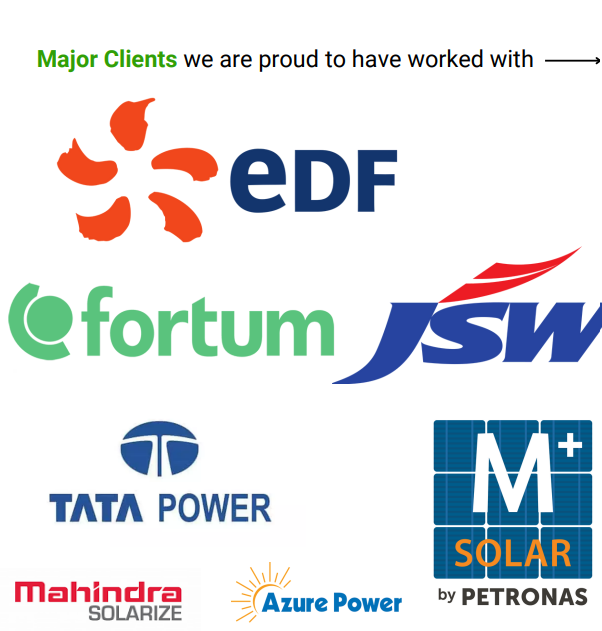 Major Clients we are proud to have worked with
eDF
fortum
JSW
TATA POWER
M+
SOLAR
by PETRONAS
Mahindra
SOLARIZE
Azure Power